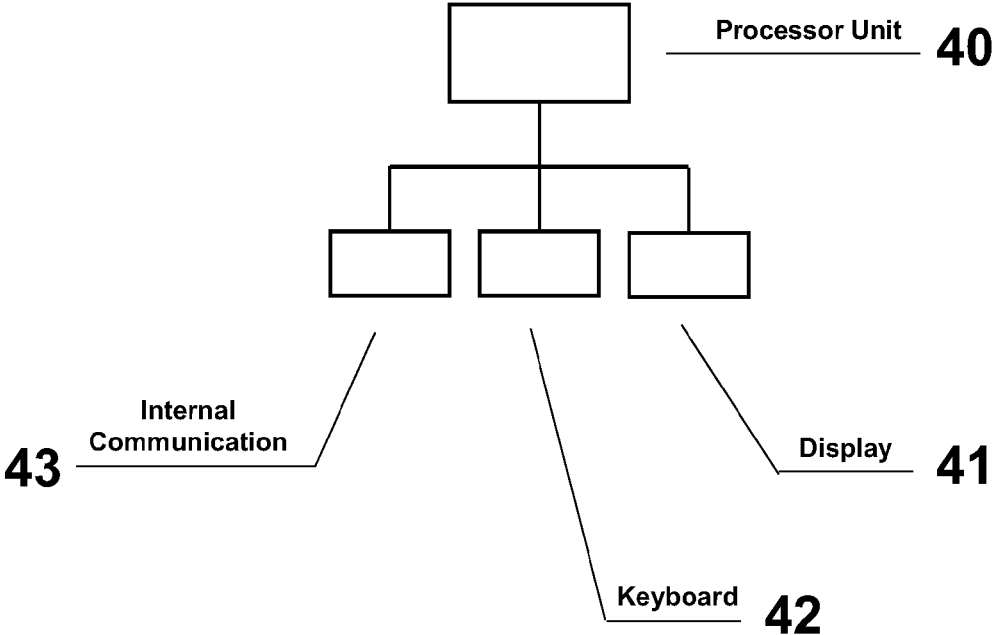 Processor Unit 40
Internal
Communication
43
Display 41
Keyboard 42